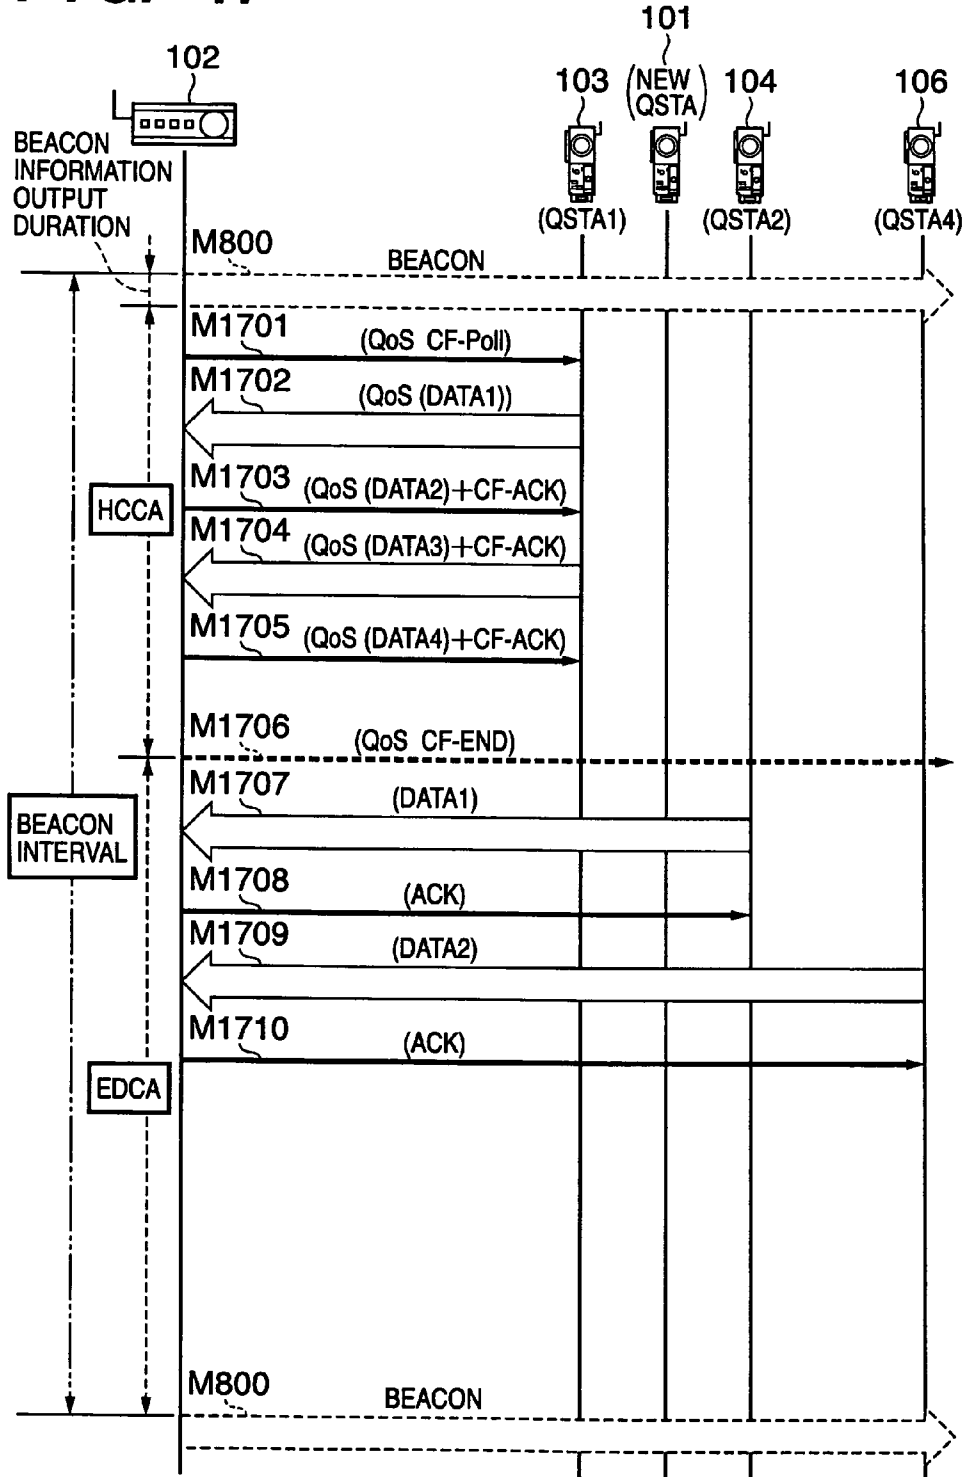 102
101
(NEW
QSTA)
103
104
106
BEACON
INFORMATION
OUTPUT
DURATION
(QSTA1)
(QSTA2)
(QSTA4)
M800
BEACON
M1701
(QoS CF-Poll)
M1702
(QoS (DATA1))
M1703
(QoS (DATA2)+CF-ACK)
HCCA
M1704
(QoS (DATA3)+CF-ACK)
M1705
(QoS (DATA4)+CF-ACK)
M1706
(QoS CF-END)
M1707
(DATA1)
BEACON
INTERVAL
M1708
(ACK)
M1709
(DATA2)
M1710
(ACK)
EDCA
M800
BEACON